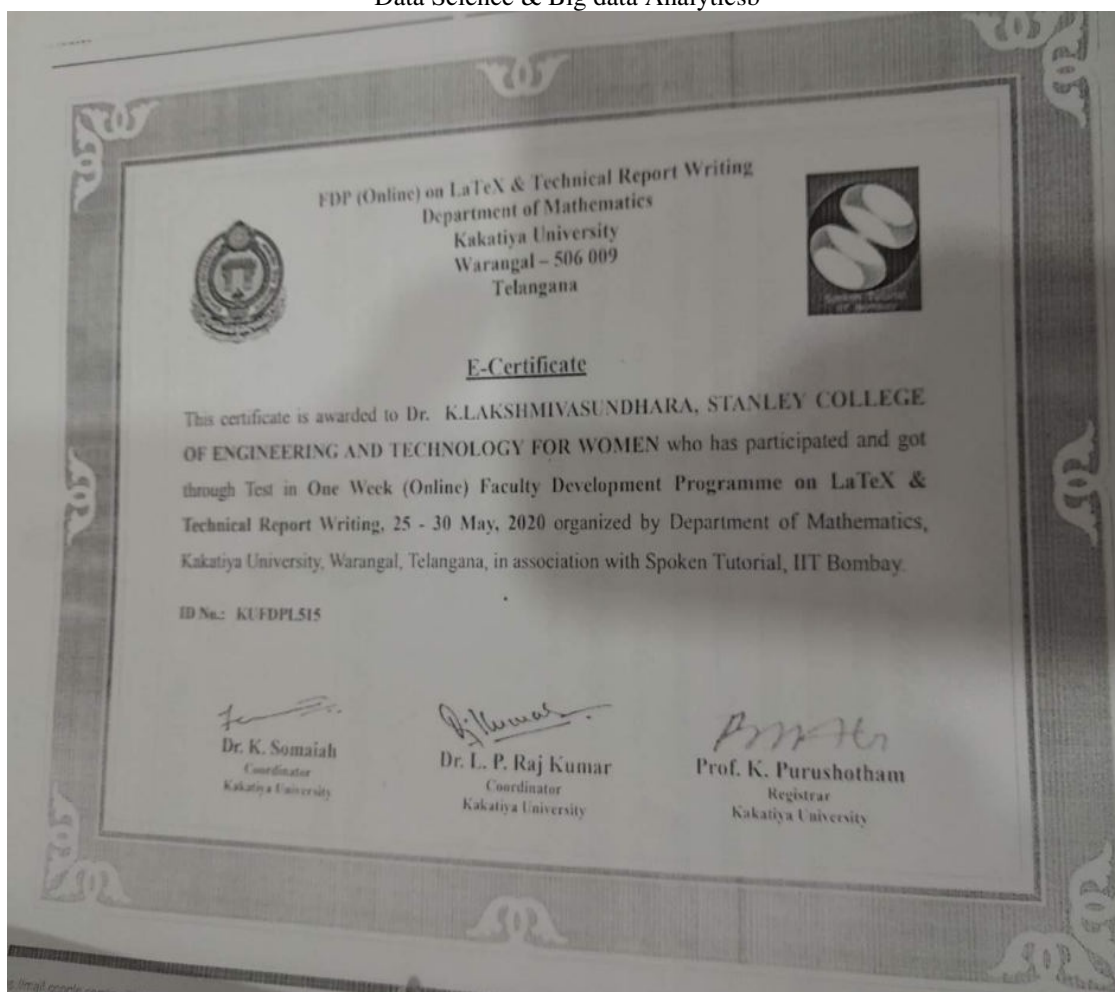 Data Science & Big data Analyticsb
FDP (Online) on LaTeX & Technical Report Writing
Department of Mathematics
Kakatiya University
Warangal – 506 009
Telangana
Spoken Tutorial
IIT Bombay
E-Certificate
This certificate is awarded to Dr. K.LAKSHMIVASUNDHARA, STANLEY COLLEGE
OF ENGINEERING AND TECHNOLOGY FOR WOMEN who has participated and got
through Test in One Week (Online) Faculty Development Programme on LaTeX &
Technical Report Writing, 25 - 30 May, 2020 organized by Department of Mathematics,
Kakatiya University, Warangal, Telangana, in association with Spoken Tutorial, IIT Bombay.
ID No.: KUFDPL515
Dr. K. Somaiah
Coordinator
Kakatiya University
Dr. L. P. Raj Kumar
Coordinator
Kakatiya University
Prof. K. Purushotham
Registrar
Kakatiya University